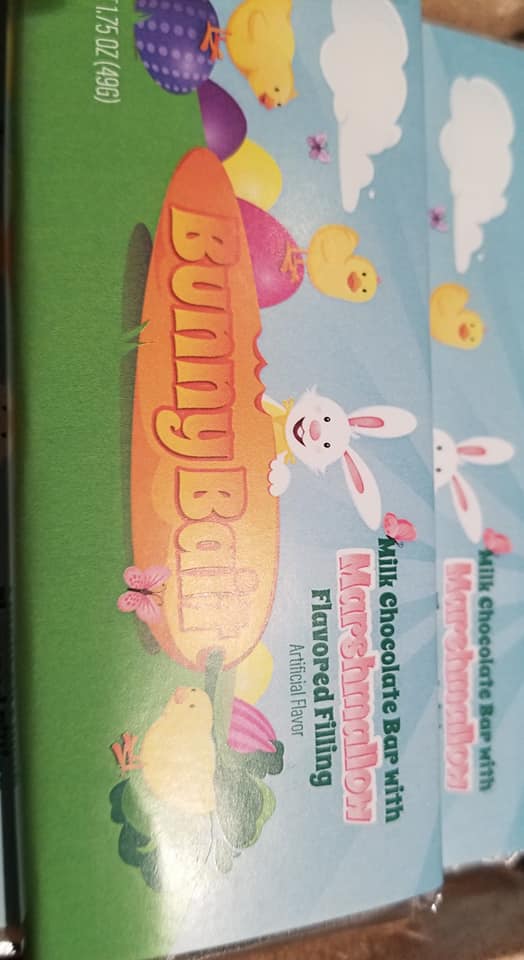 Milk Chocolate Bar with
Marshmallow
Milk Chocolate Bar with
Marshmallow
Flavored Filling
Artificial Flavor
Bunny Bait
1.75 OZ (49G)